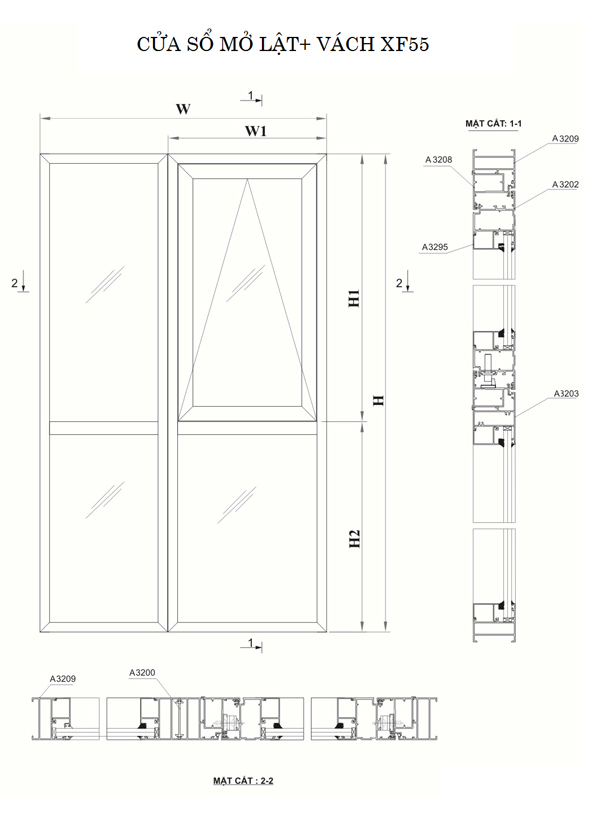 CỬA SỔ MỞ LẬT+ VÁCH XF55
1
W
W1
MẶT CẮT: 1-1
A3209
A3208
A3202
A3295
2
2
H1
H
A3203
H2
1
A3209
A3200
MẶT CẮT : 2-2